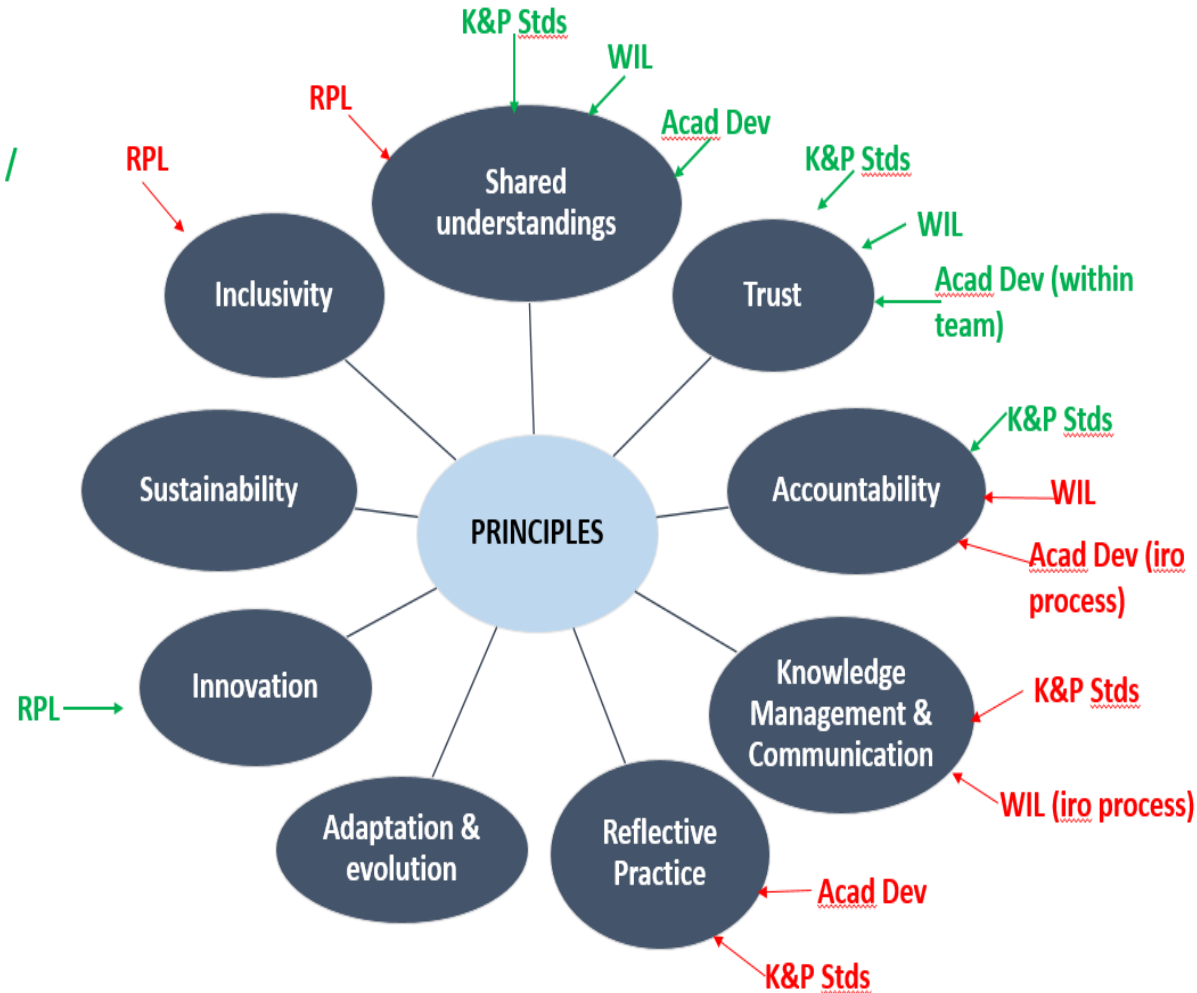 K&P Stds
WIL
RPL
Acad Dev
/
RPL
K&P Stds
Shared
understandings
WIL
Inclusivity
Trust
Acad Dev (within
team)
K&P Stds
Sustainability
Accountability
WIL
PRINCIPLES
Acad Dev (iro
process)
Innovation
RPL
Knowledge
Management &
Communication
K&P Stds
WIL (iro process)
Adaptation &
evolution
Reflective
Practice
Acad Dev
K&P Stds